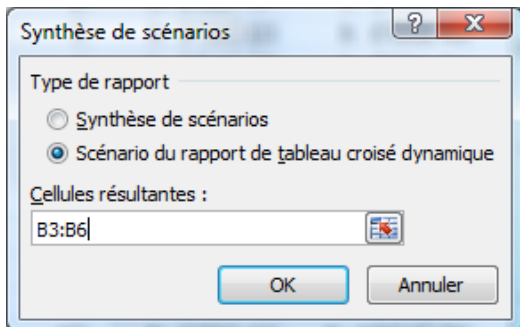 Synthèse de scénarios
Type de rapport
Synthèse de scénarios
Scénario du rapport de tableau croisé dynamique
Cellules résultantes :
B3:B6
OK
Annuler